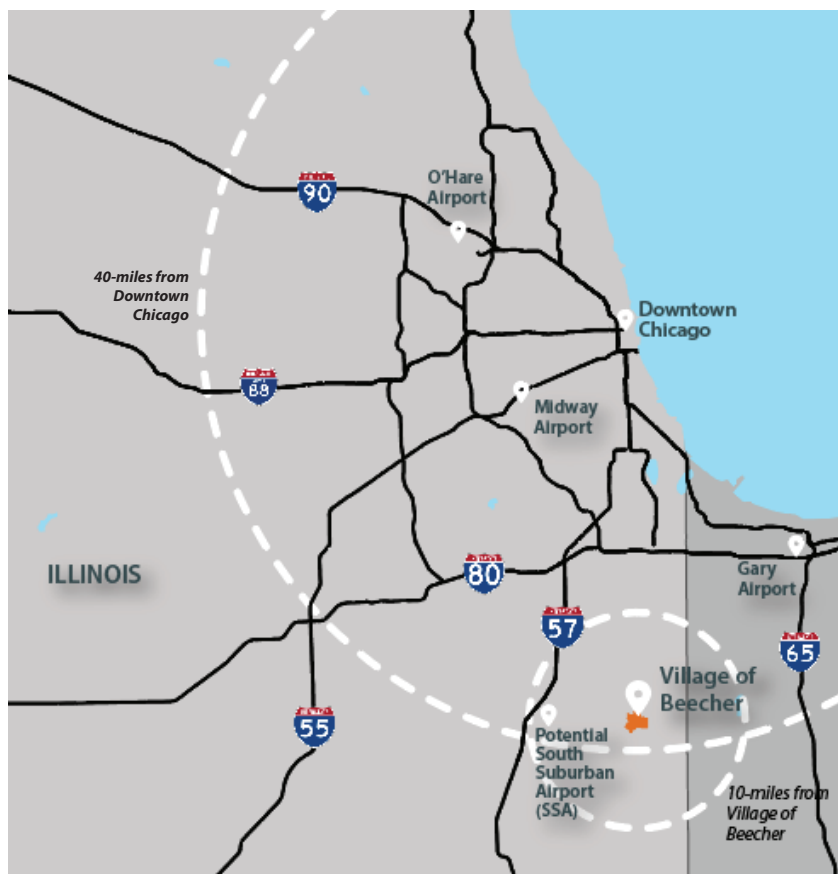 O'Hare
Airport
90
40-miles from
Downtown
Chicago
Downtown
Chicago
88
Midway
Airport
ILLINOIS
80
Gary
Airport
57
65
Village of
Beecher
55
Potential
South
Suburban
Airport
(SSA)
10-miles from
Village of
Beecher